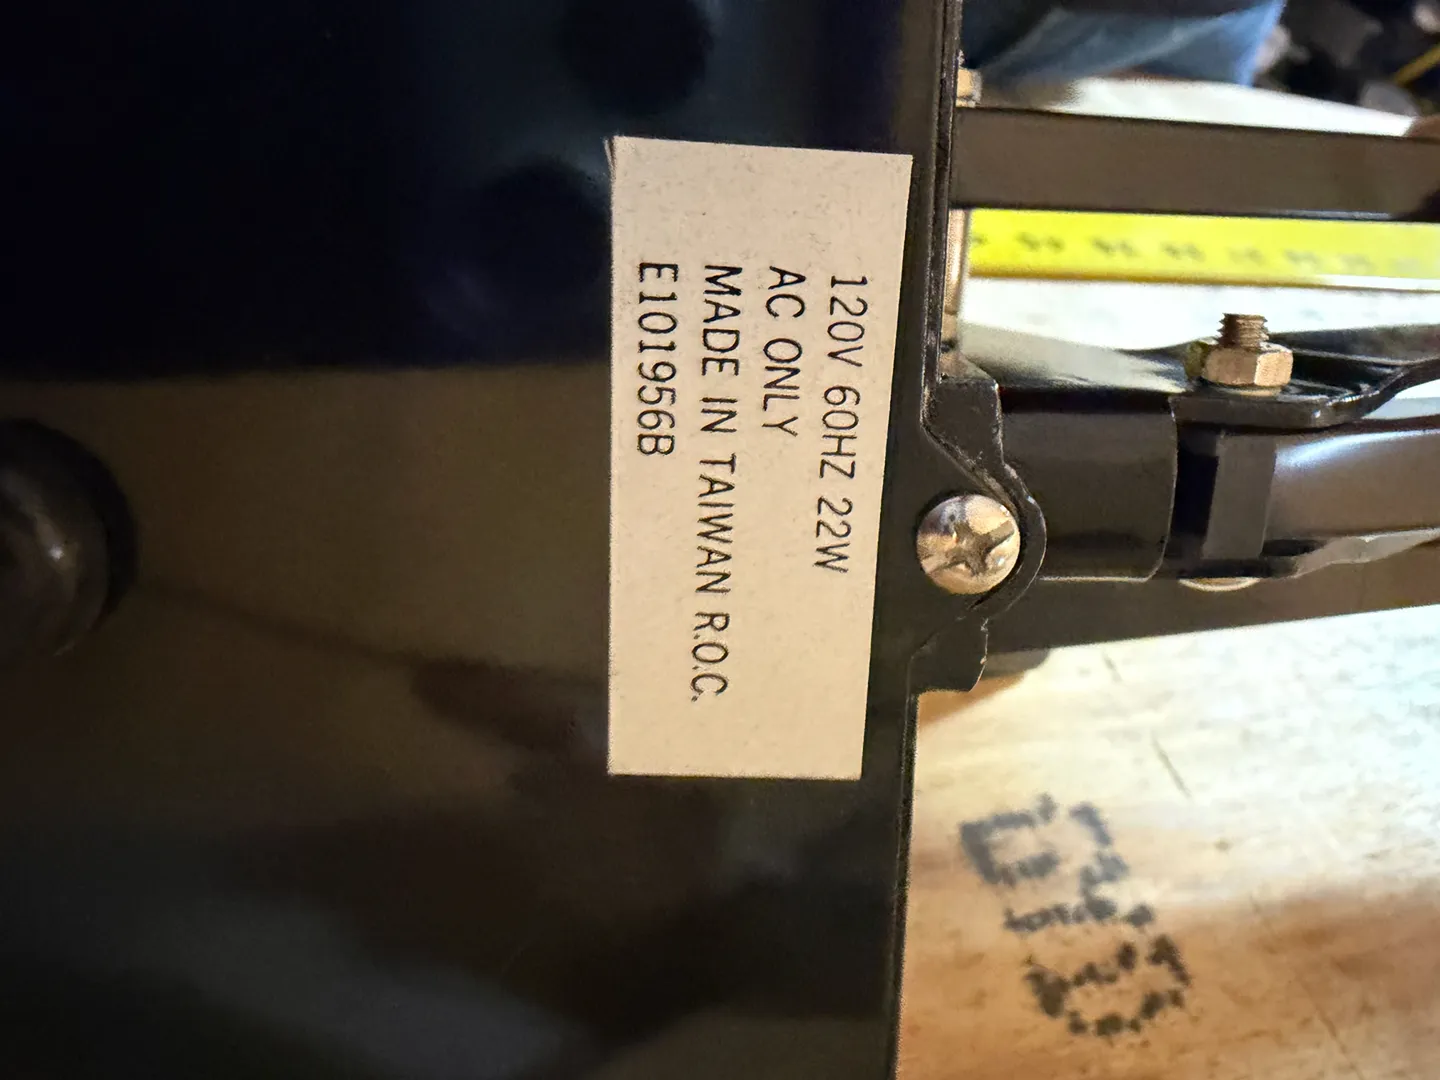 120V 60HZ 22W
AC ONLY
MADE IN TAIWAN R.O.C.
E101956B